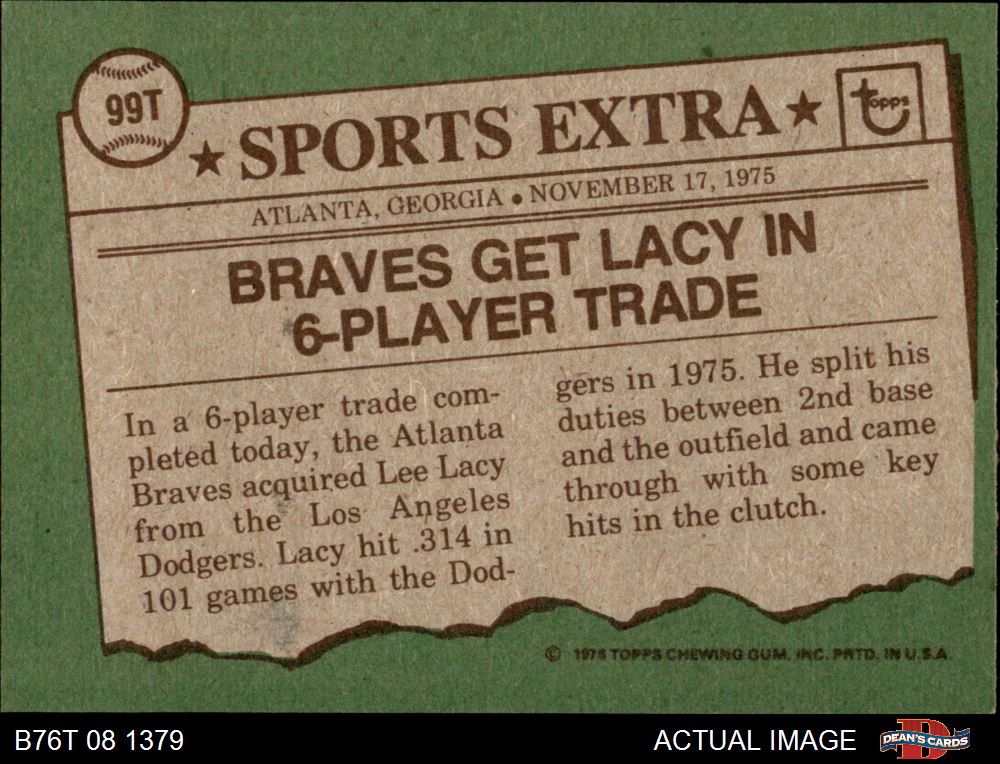 99T
★ SPORTS EXTRA ★
topps
ATLANTA, GEORGIA • NOVEMBER 17, 1975
BRAVES GET LACY IN
6-PLAYER TRADE
In a 6-player trade com-
pleted today, the Atlanta
Braves acquired Lee Lacy
from the Los Angeles
Dodgers. Lacy hit .314 in
101 games with the Dod-
gers in 1975. He split his
duties between 2nd base
and the outfield and came
through with some key
hits in the clutch.
© 1976 TOPPS CHEWING GUM, INC. PRTD. IN U.S.A.
B76T 08 1379
ACTUAL IMAGE
DEAN'S CARDS